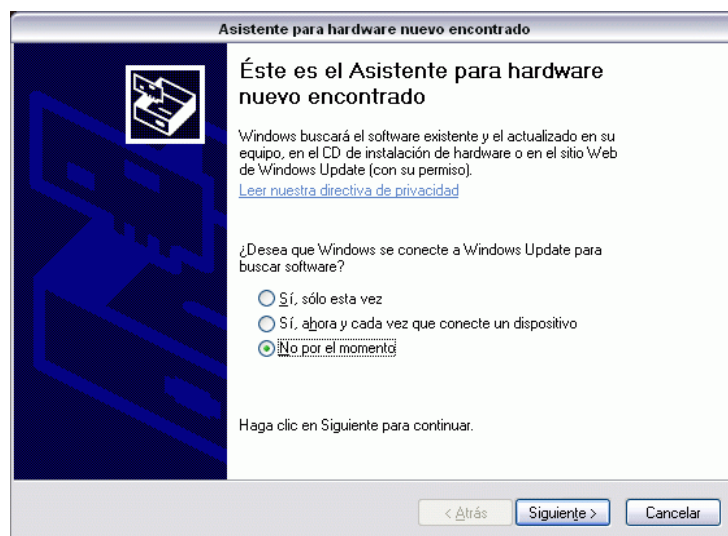 Asistente para hardware nuevo encontrado
Éste es el Asistente para hardware
nuevo encontrado
Windows buscará el software existente y el actualizado en su
equipo, en el CD de instalación de hardware o en el sitio Web
de Windows Update (con su permiso).
Leer nuestra directiva de privacidad
¿Desea que Windows se conecte a Windows Update para
buscar software?
Sí, sólo esta vez
Sí, ahora y cada vez que conecte un dispositivo
No por el momento
Haga clic en Siguiente para continuar.
< Atrás
Siguiente >
Cancelar